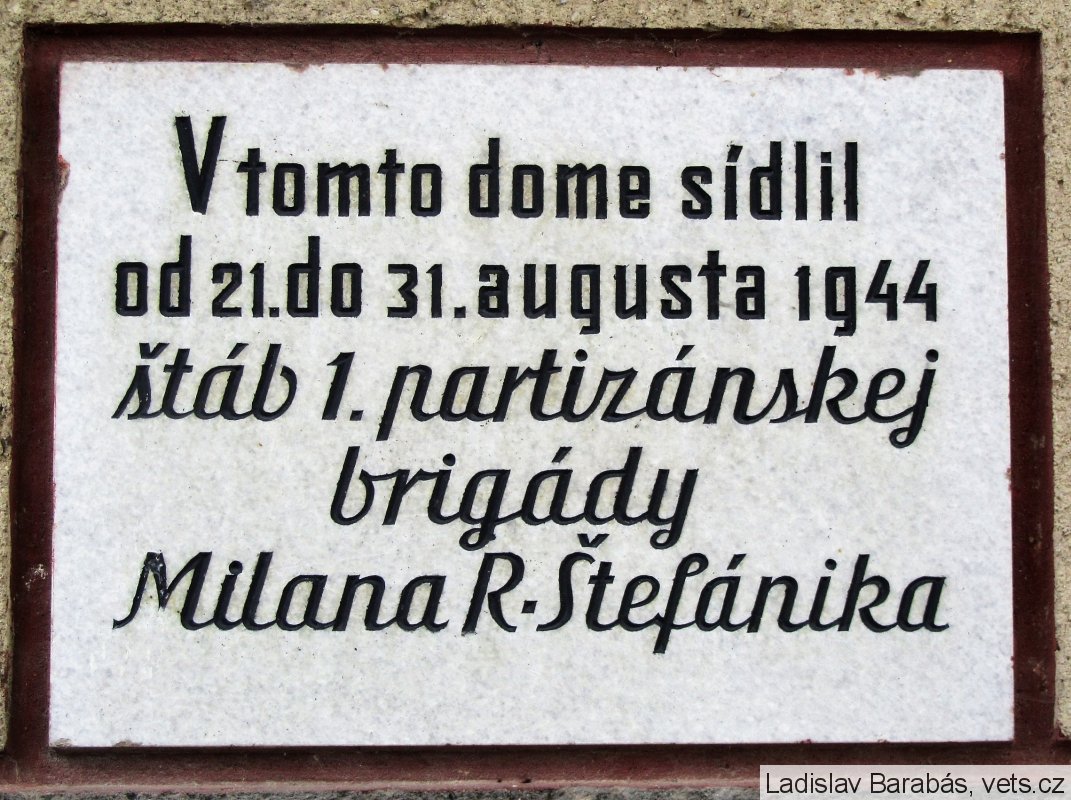 V tomto dome sídlil
od 21. do 31. augusta 1944
štáb 1. partizánskej
brigády
Milana R. Štefánika
Ladislav Barabás, vets.cz